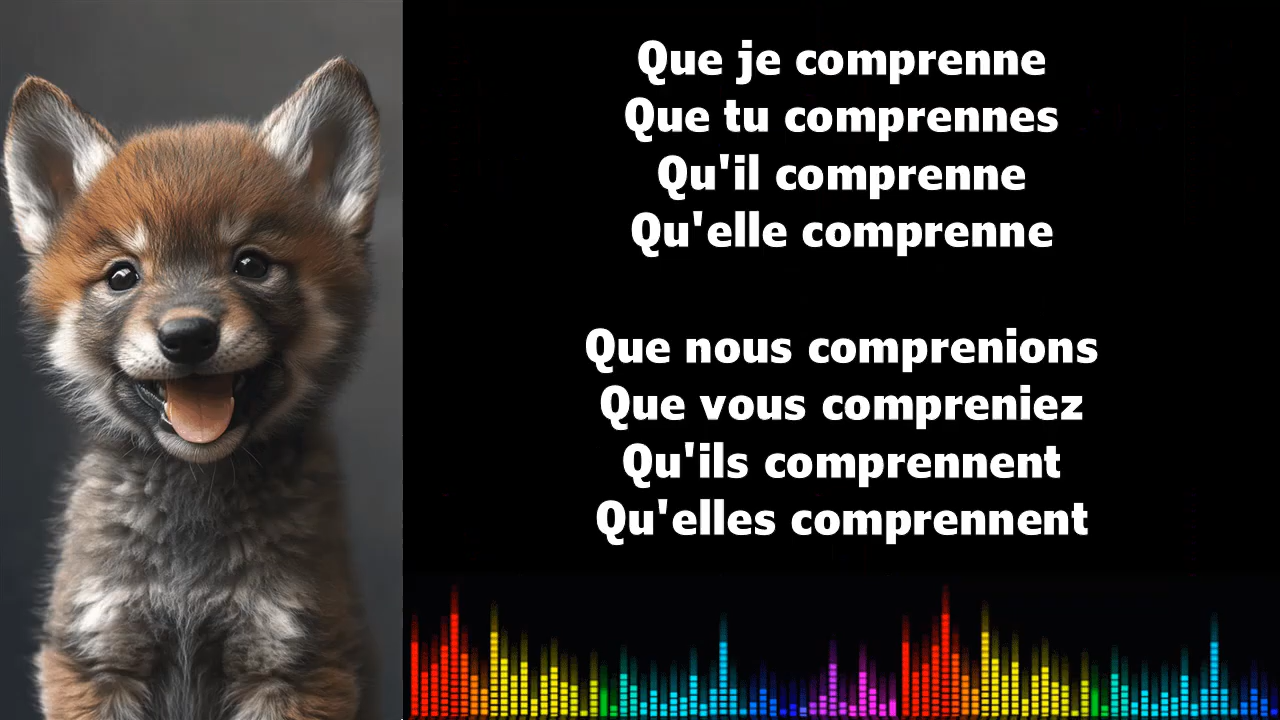 Que je comprenne
Que tu comprennes
Qu'il comprenne
Qu'elle comprenne
Que nous comprenions
Que vous compreniez
Qu'ils comprennent
Qu'elles comprennent